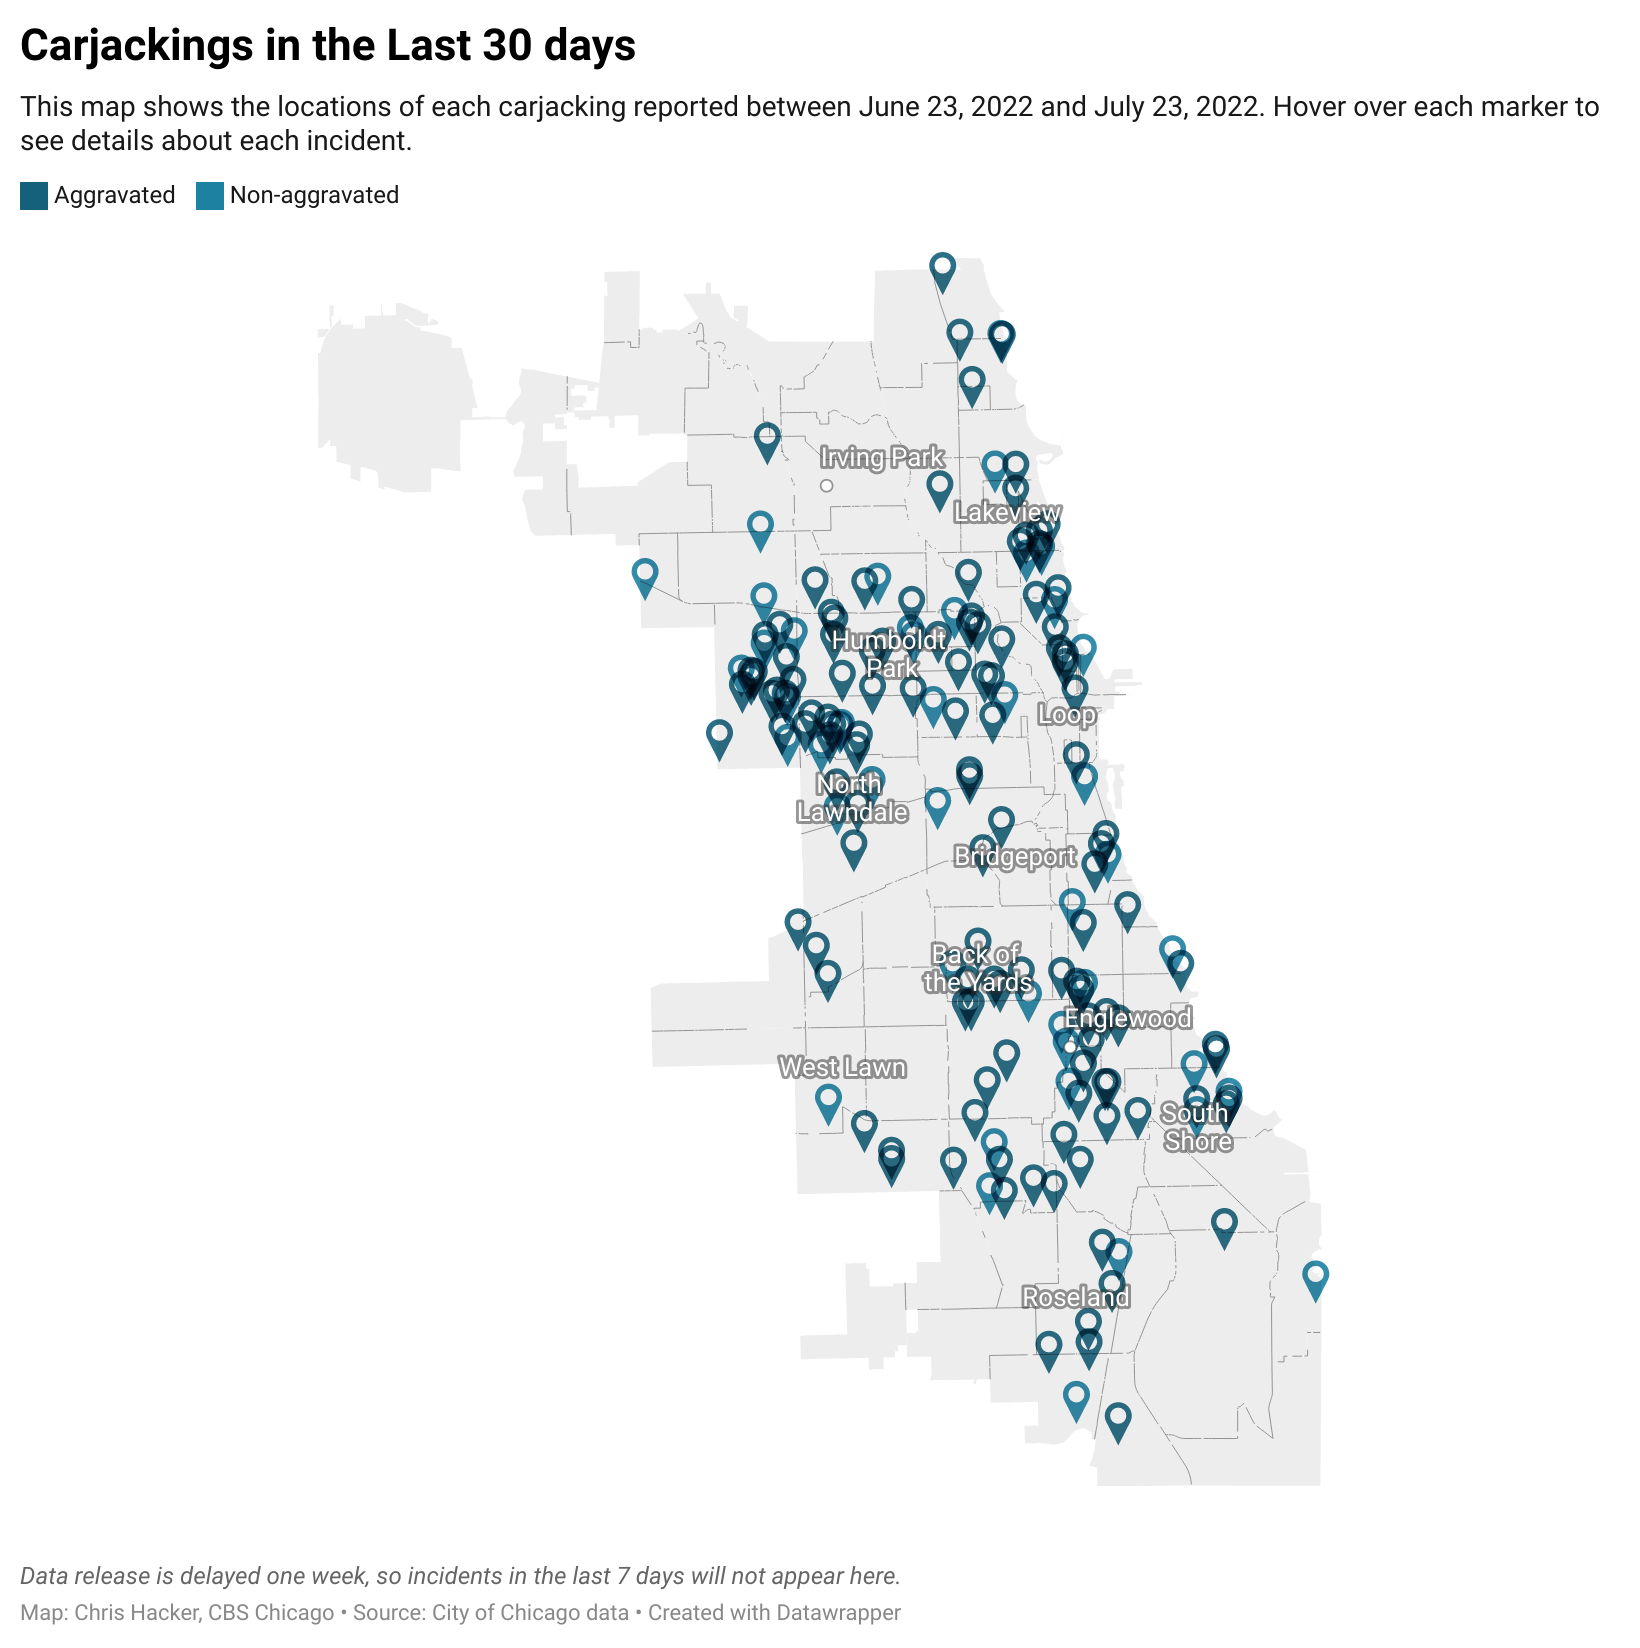 Carjackings in the Last 30 days
This map shows the locations of each carjacking reported between June 23, 2022 and July 23, 2022. Hover over each marker to
see details about each incident.
Aggravated Non-aggravated
Irving Park
Lakeview
Humboldt
Park
Loop
North
Lawndale
Bridgeport
Back of
the Yards
Englewood
West Lawn
South
Shore
Roseland
Data release is delayed one week, so incidents in the last 7 days will not appear here.
Map: Chris Hacker, CBS Chicago • Source: City of Chicago data • Created with Datawrapper